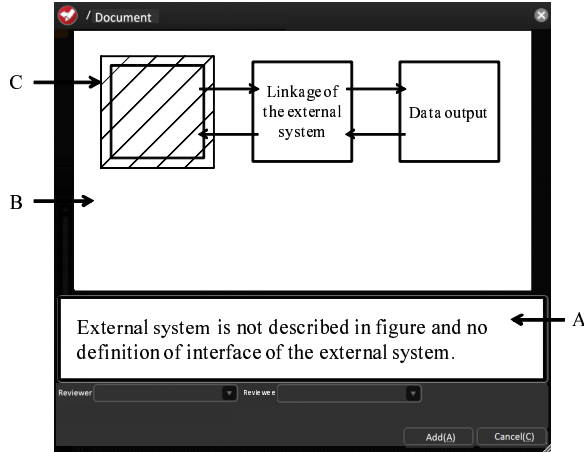 / Document
C
Linkage of
the external
system
Data output
B
A
External system is not described in figure and no
definition of interface of the external system.
Reviewer
Reviewee
Add(A)
Cancel(C)